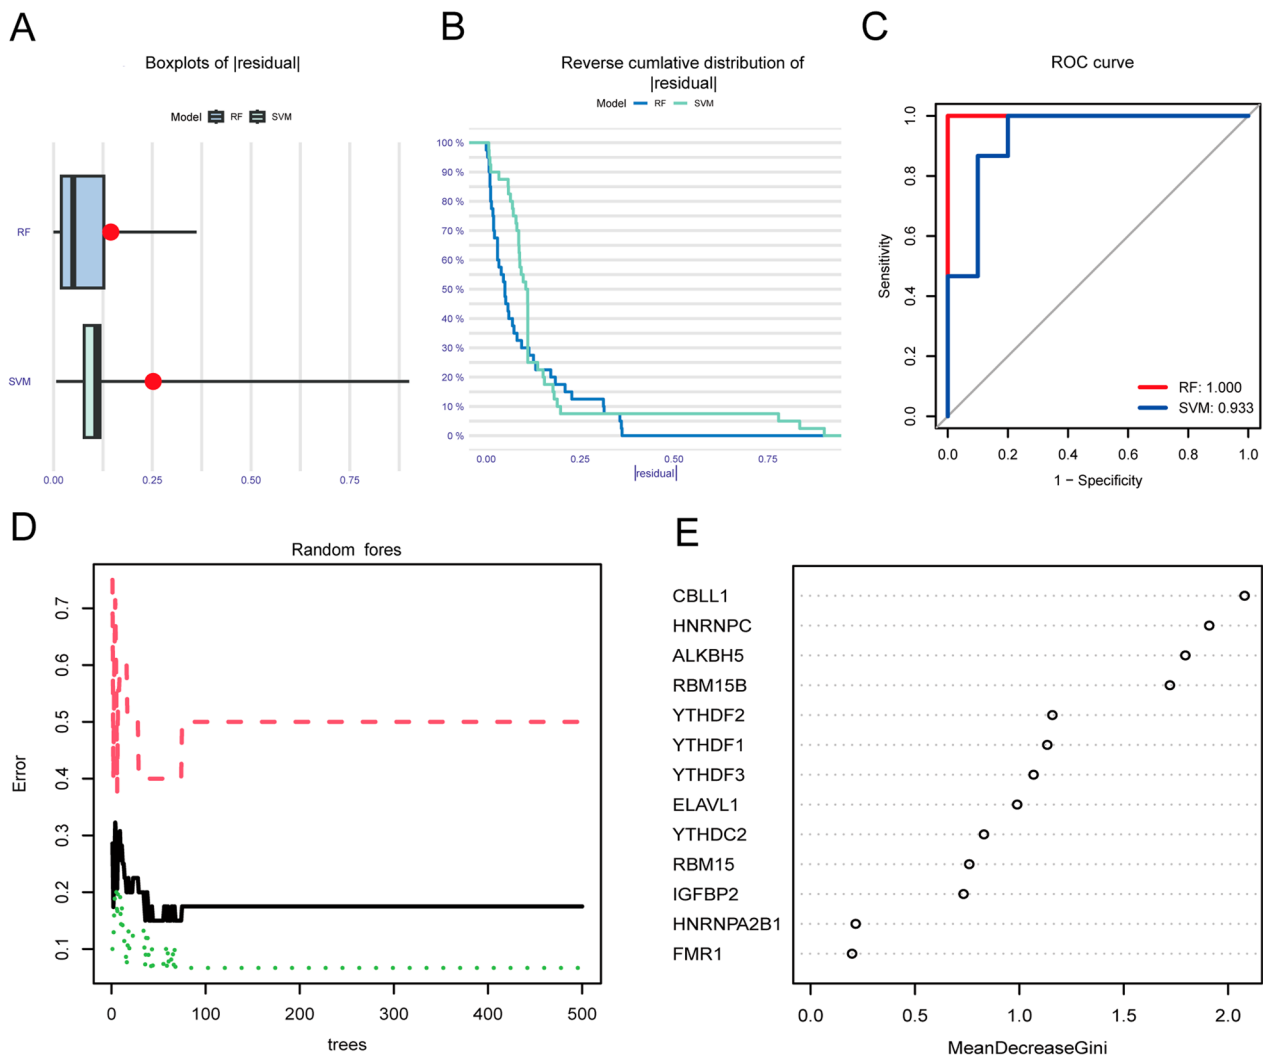 A
Boxplots of |residual|
Model RF SVM
RF
SVM
0.00 0.25 0.50 0.75
B
Reverse cumlative distribution of
|residual|
Model RF SVM
100 %
90 %
80 %
70 %
60 %
50 %
40 %
30 %
20 %
10 %
0 %
0.00 0.25 0.50 0.75
|residual|
C
ROC curve
Sensitivity
1.0
0.8
0.6
0.4
0.2
0.0
RF: 1.000
SVM: 0.933
0.0 0.2 0.4 0.6 0.8 1.0
1 − Specificity
D
Random fores
Error
0.7
0.6
0.5
0.4
0.3
0.2
0.1
0 100 200 300 400 500
trees
E
CBLL1
HNRNPC
ALKBH5
RBM15B
YTHDF2
YTHDF1
YTHDF3
ELAVL1
YTHDC2
RBM15
IGFBP2
HNRNPA2B1
FMR1
0.0 0.5 1.0 1.5 2.0
MeanDecreaseGini